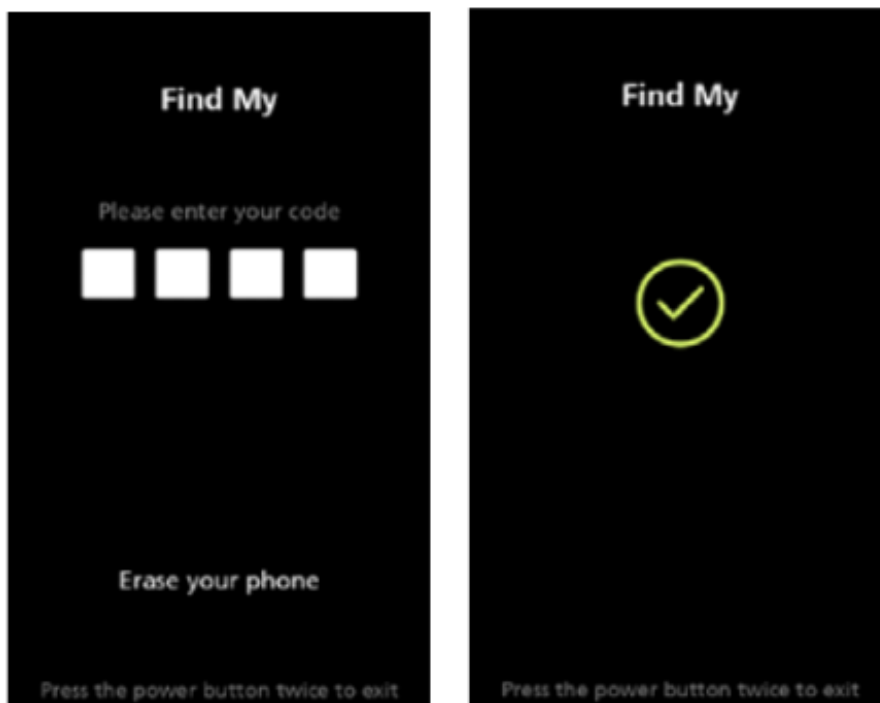 Find My
Please enter your code
Erase your phone
Press the power button twice to exit
Find My
Press the power button twice to exit